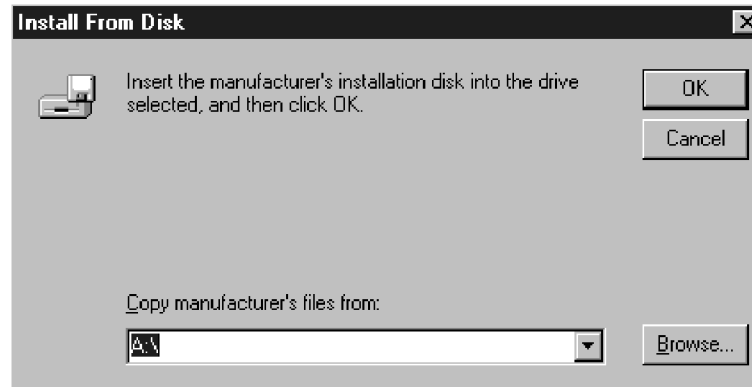 Install From Disk
Insert the manufacturer's installation disk into the drive
selected, and then click OK.
OK
Cancel
Copy manufacturer's files from:
A:\
Browse...